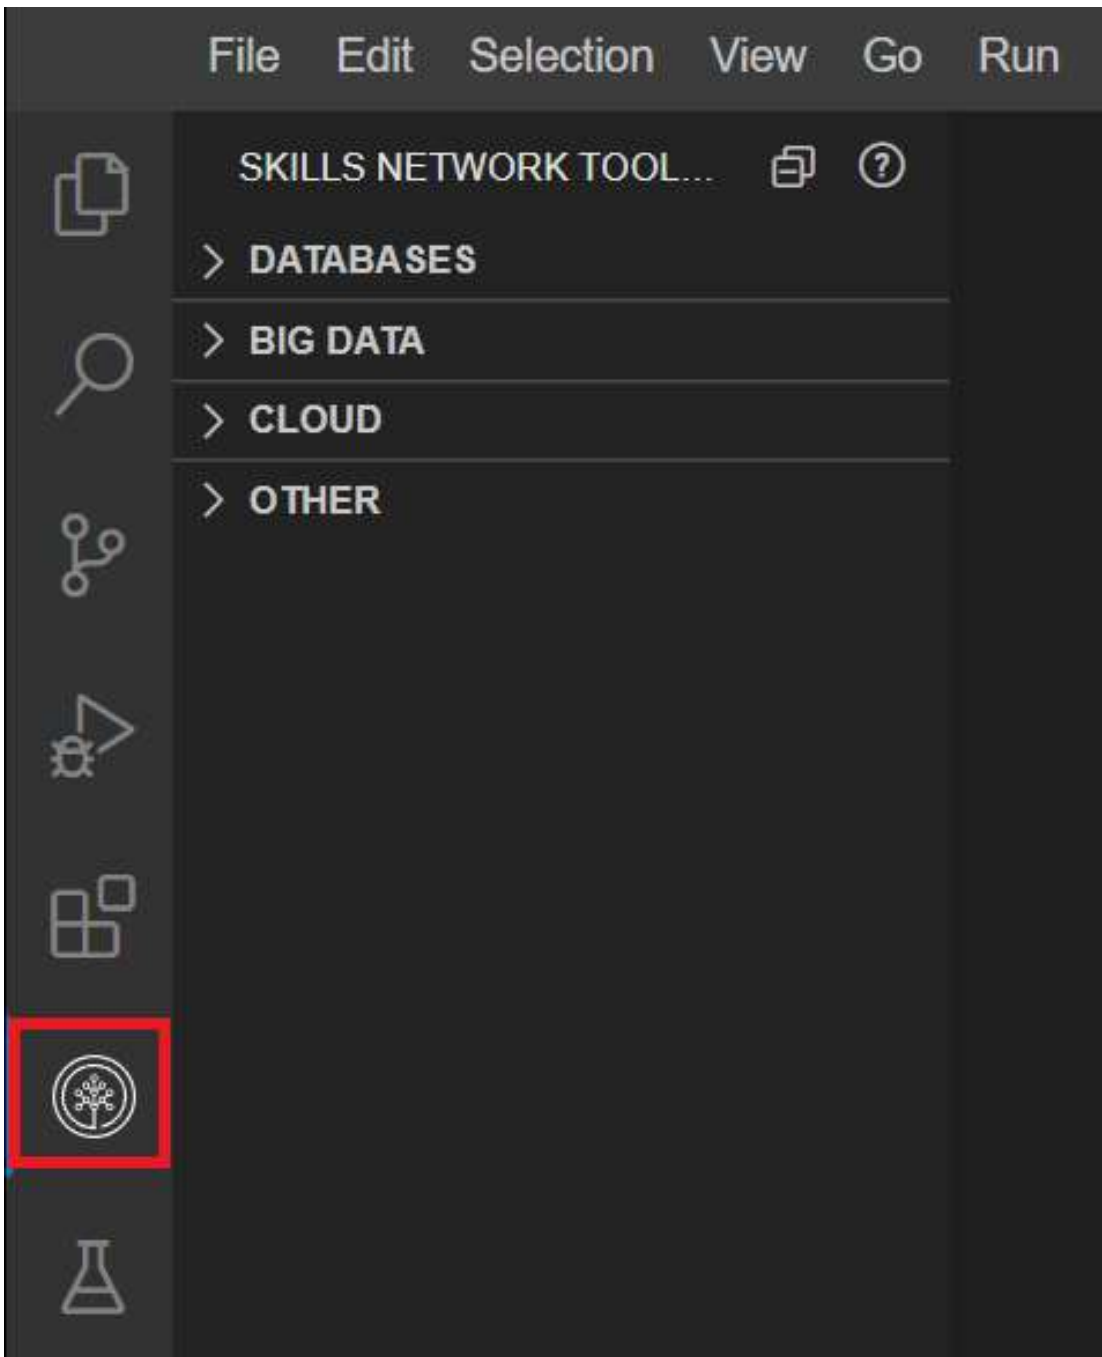 File Edit Selection View Go Run
SKILLS NETWORK TOOL...
DATABASES
BIG DATA
CLOUD
OTHER